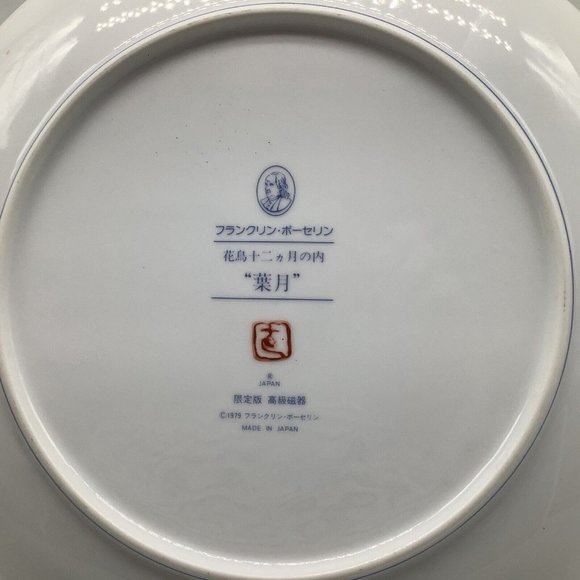 フランクリン・ポーセリン
花鳥十二ヵ月の内
“葉月”
JAPAN
限定版 高級磁器
©1979 フランクリン・ポーセリン
MADE IN JAPAN